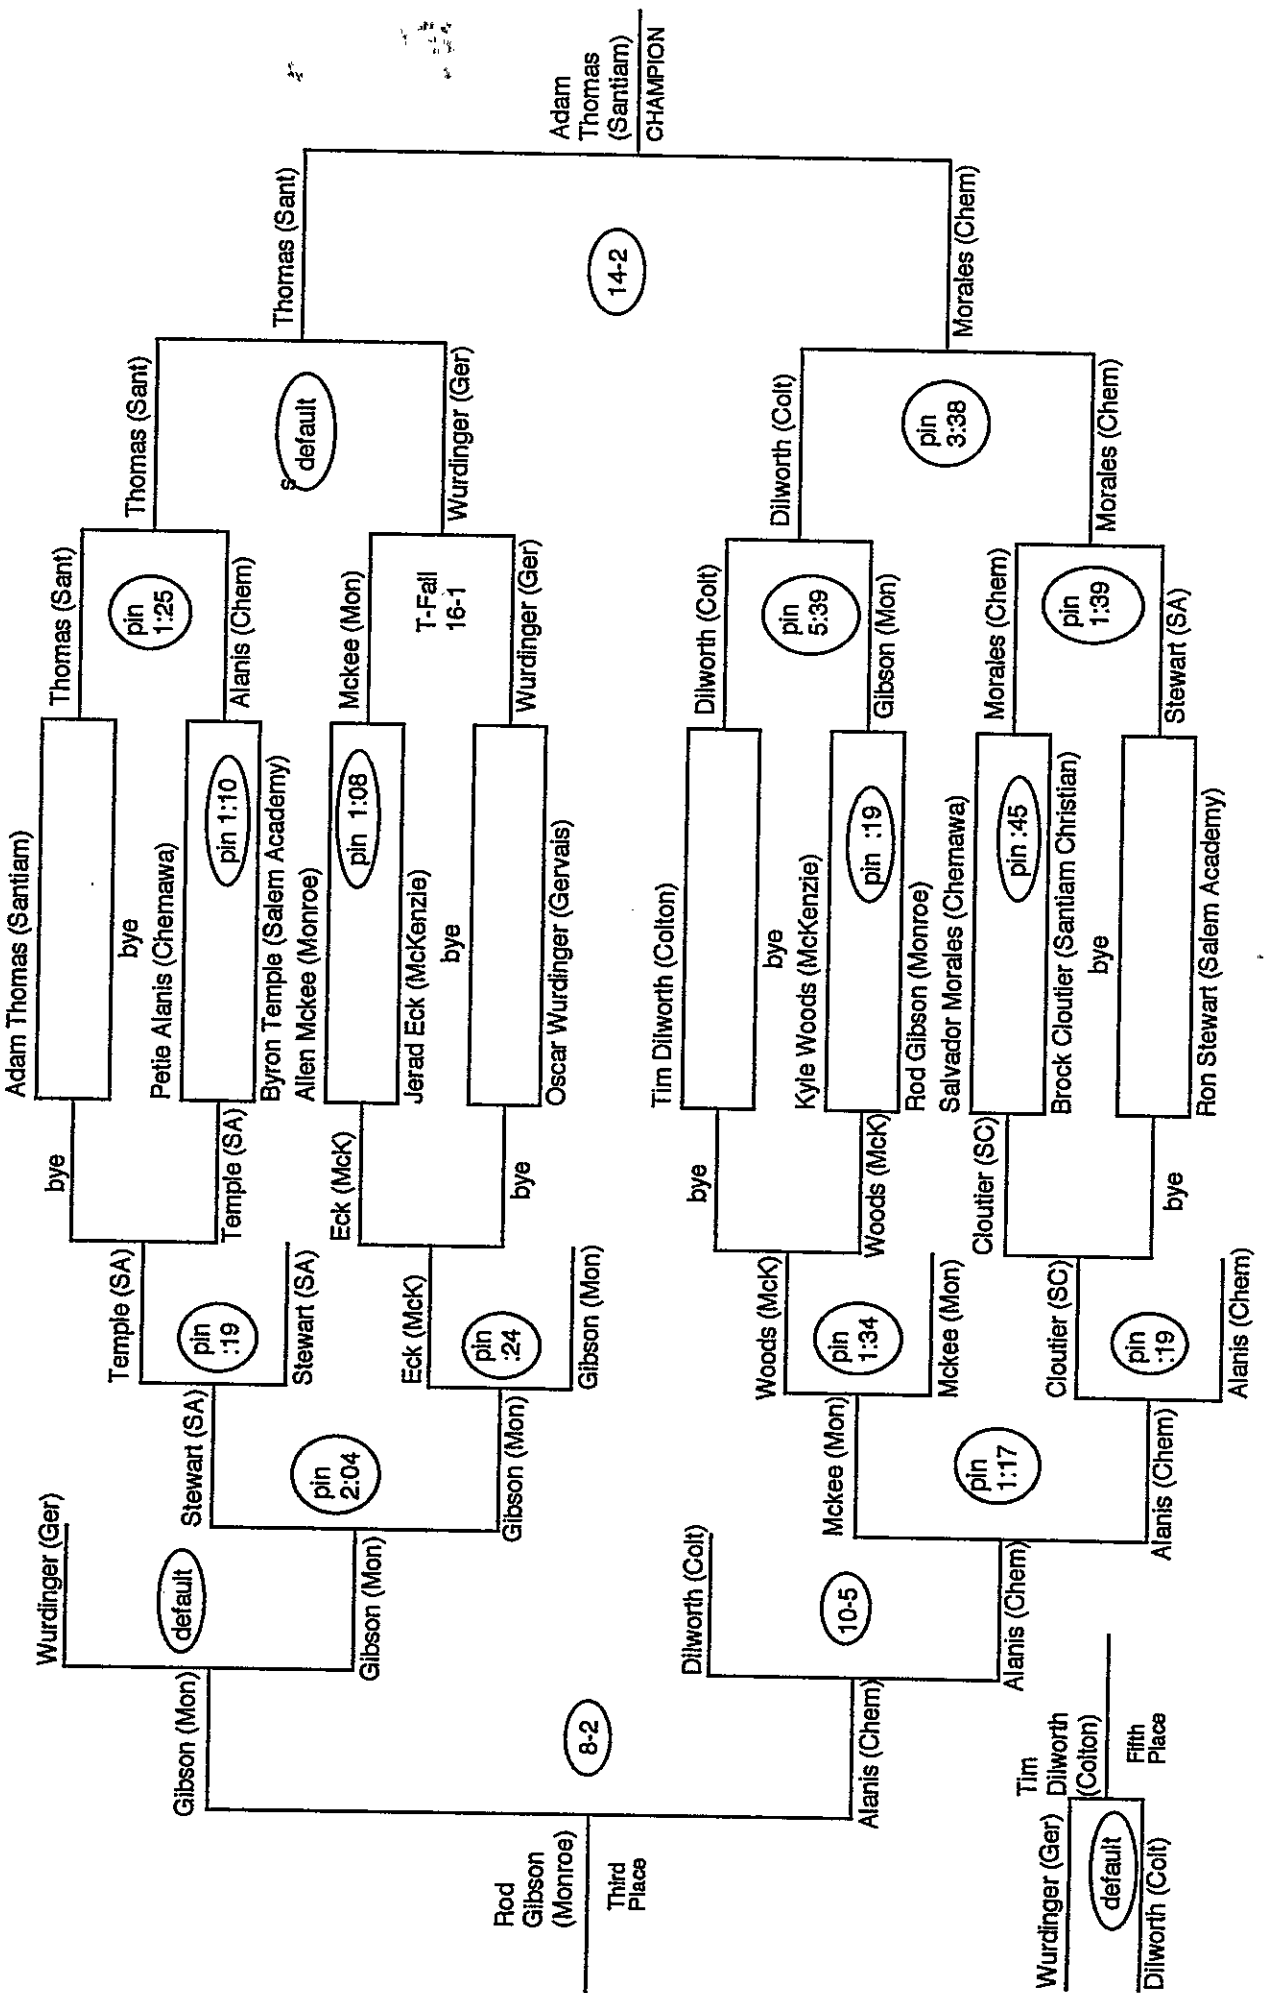 Adam Thomas (Santiam)
bye
Petie Alanis (Chemawa)
pin 1:10
Byron Temple (Salem Academy)
Allen Mckee (Monroe)
pin 1:08
Jerad Eck (McKenzie)
bye
Oscar Wurdinger (Gervais)
Tim Dilworth (Colton)
bye
Kyle Woods (McKenzie)
pin :19
Rod Gibson (Monroe)
Salvador Morales (Chemawa)
pin :45
Brock Cloutier (Santiam Christian)
bye
Ron Stewart (Salem Academy)
Thomas (Sant)
pin
1:25
Alanis (Chem)
Mckee (Mon)
T-Fall
16-1
Wurdinger (Ger)
Dilworth (Colt)
pin
5:39
Gibson (Mon)
Morales (Chem)
pin
1:39
Stewart (SA)
Thomas (Sant)
s
default
Wurdinger (Ger)
Dilworth (Colt)
pin
3:38
Morales (Chem)
Thomas (Sant)
14-2
Morales (Chem)
Adam
Thomas
(Santiam)
CHAMPION
bye
Temple (SA)
Eck (McK)
bye
bye
Woods (McK)
Cloutier (SC)
bye
Temple (SA)
pin
:19
Stewart (SA)
Eck (McK)
pin
:24
Gibson (Mon)
Woods (McK)
pin
1:34
Mckee (Mon)
Cloutier (SC)
pin
:19
Alanis (Chem)
Stewart (SA)
pin
2:04
Gibson (Mon)
Mckee (Mon)
pin
1:17
Alanis (Chem)
Wurdinger (Ger)
default
Gibson (Mon)
Dilworth (Colt)
10-5
Alanis (Chem)
Gibson (Mon)
8-2
Alanis (Chem)
Rod
Gibson
(Monroe)
Third
Place
Wurdinger (Ger)
default
Dilworth (Colt)
Tim
Dilworth
(Colton)
Fifth
Place